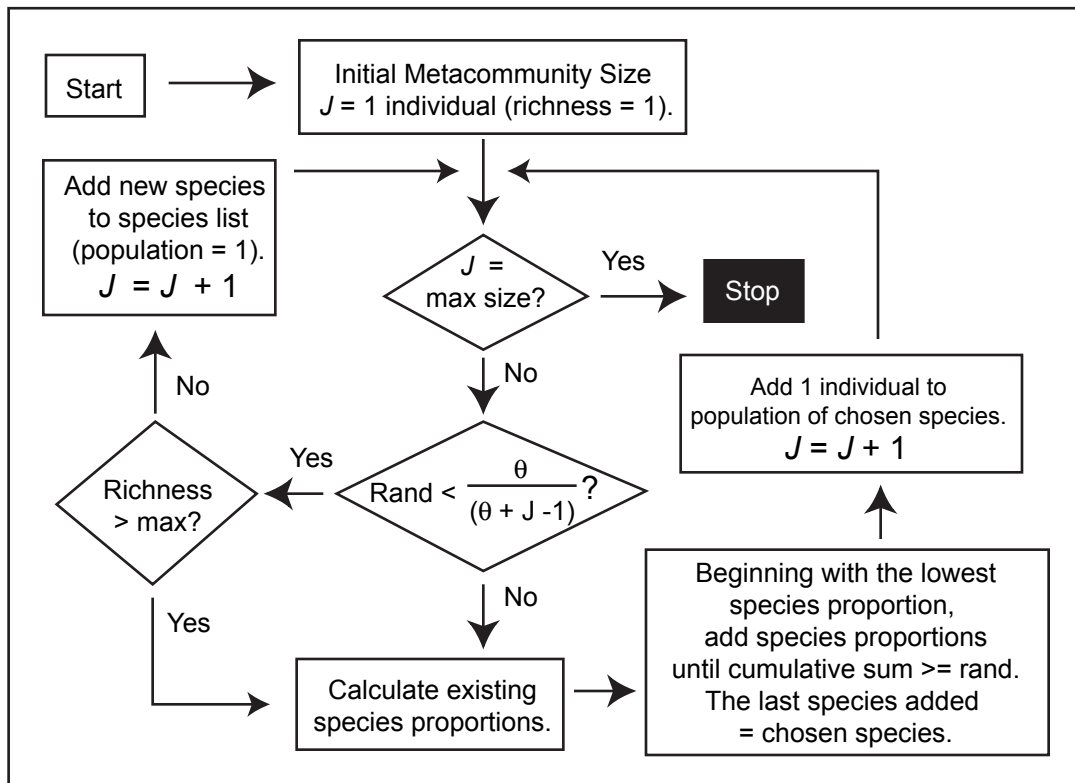 Start
Initial Metacommunity Size
J = 1 individual (richness = 1).
Add new species
to species list
(population = 1).
J = J + 1
J =
max size?
Yes
Stop
No
No
Add 1 individual to
population of chosen species.
J = J + 1
Richness
> max?
Yes
Rand < θ / (θ + J -1) ?
Yes
No
Calculate existing
species proportions.
Beginning with the lowest
species proportion,
add species proportions
until cumulative sum >= rand.
The last species added
= chosen species.